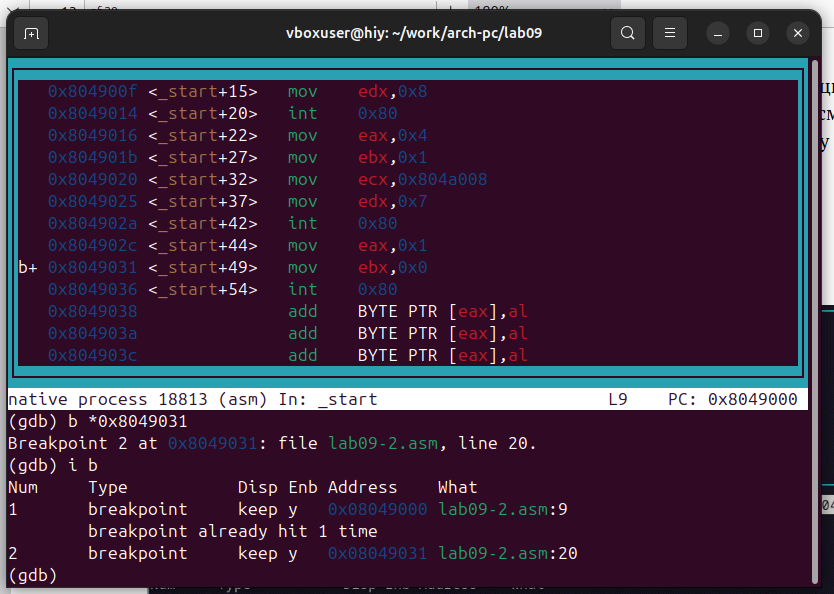 100%
vboxuser@hiy: ~/work/arch-pc/lab09
0x804900f <_start+15> mov edx,0x8
0x8049014 <_start+20> int 0x80
0x8049016 <_start+22> mov eax,0x4
0x804901b <_start+27> mov ebx,0x1
0x8049020 <_start+32> mov ecx,0x804a008
0x8049025 <_start+37> mov edx,0x7
0x804902a <_start+42> int 0x80
0x804902c <_start+44> mov eax,0x1
b+ 0x8049031 <_start+49> mov ebx,0x0
0x8049036 <_start+54> int 0x80
0x8049038 add BYTE PTR [eax],al
0x804903a add BYTE PTR [eax],al
0x804903c add BYTE PTR [eax],al
native process 18813 (asm) In: _start L9 PC: 0x8049000
(gdb) b *0x8049031
Breakpoint 2 at 0x8049031: file lab09-2.asm, line 20.
(gdb) i b
Num Type Disp Enb Address What
1 breakpoint keep y 0x08049000 lab09-2.asm:9
breakpoint already hit 1 time
2 breakpoint keep y 0x08049031 lab09-2.asm:20
(gdb)